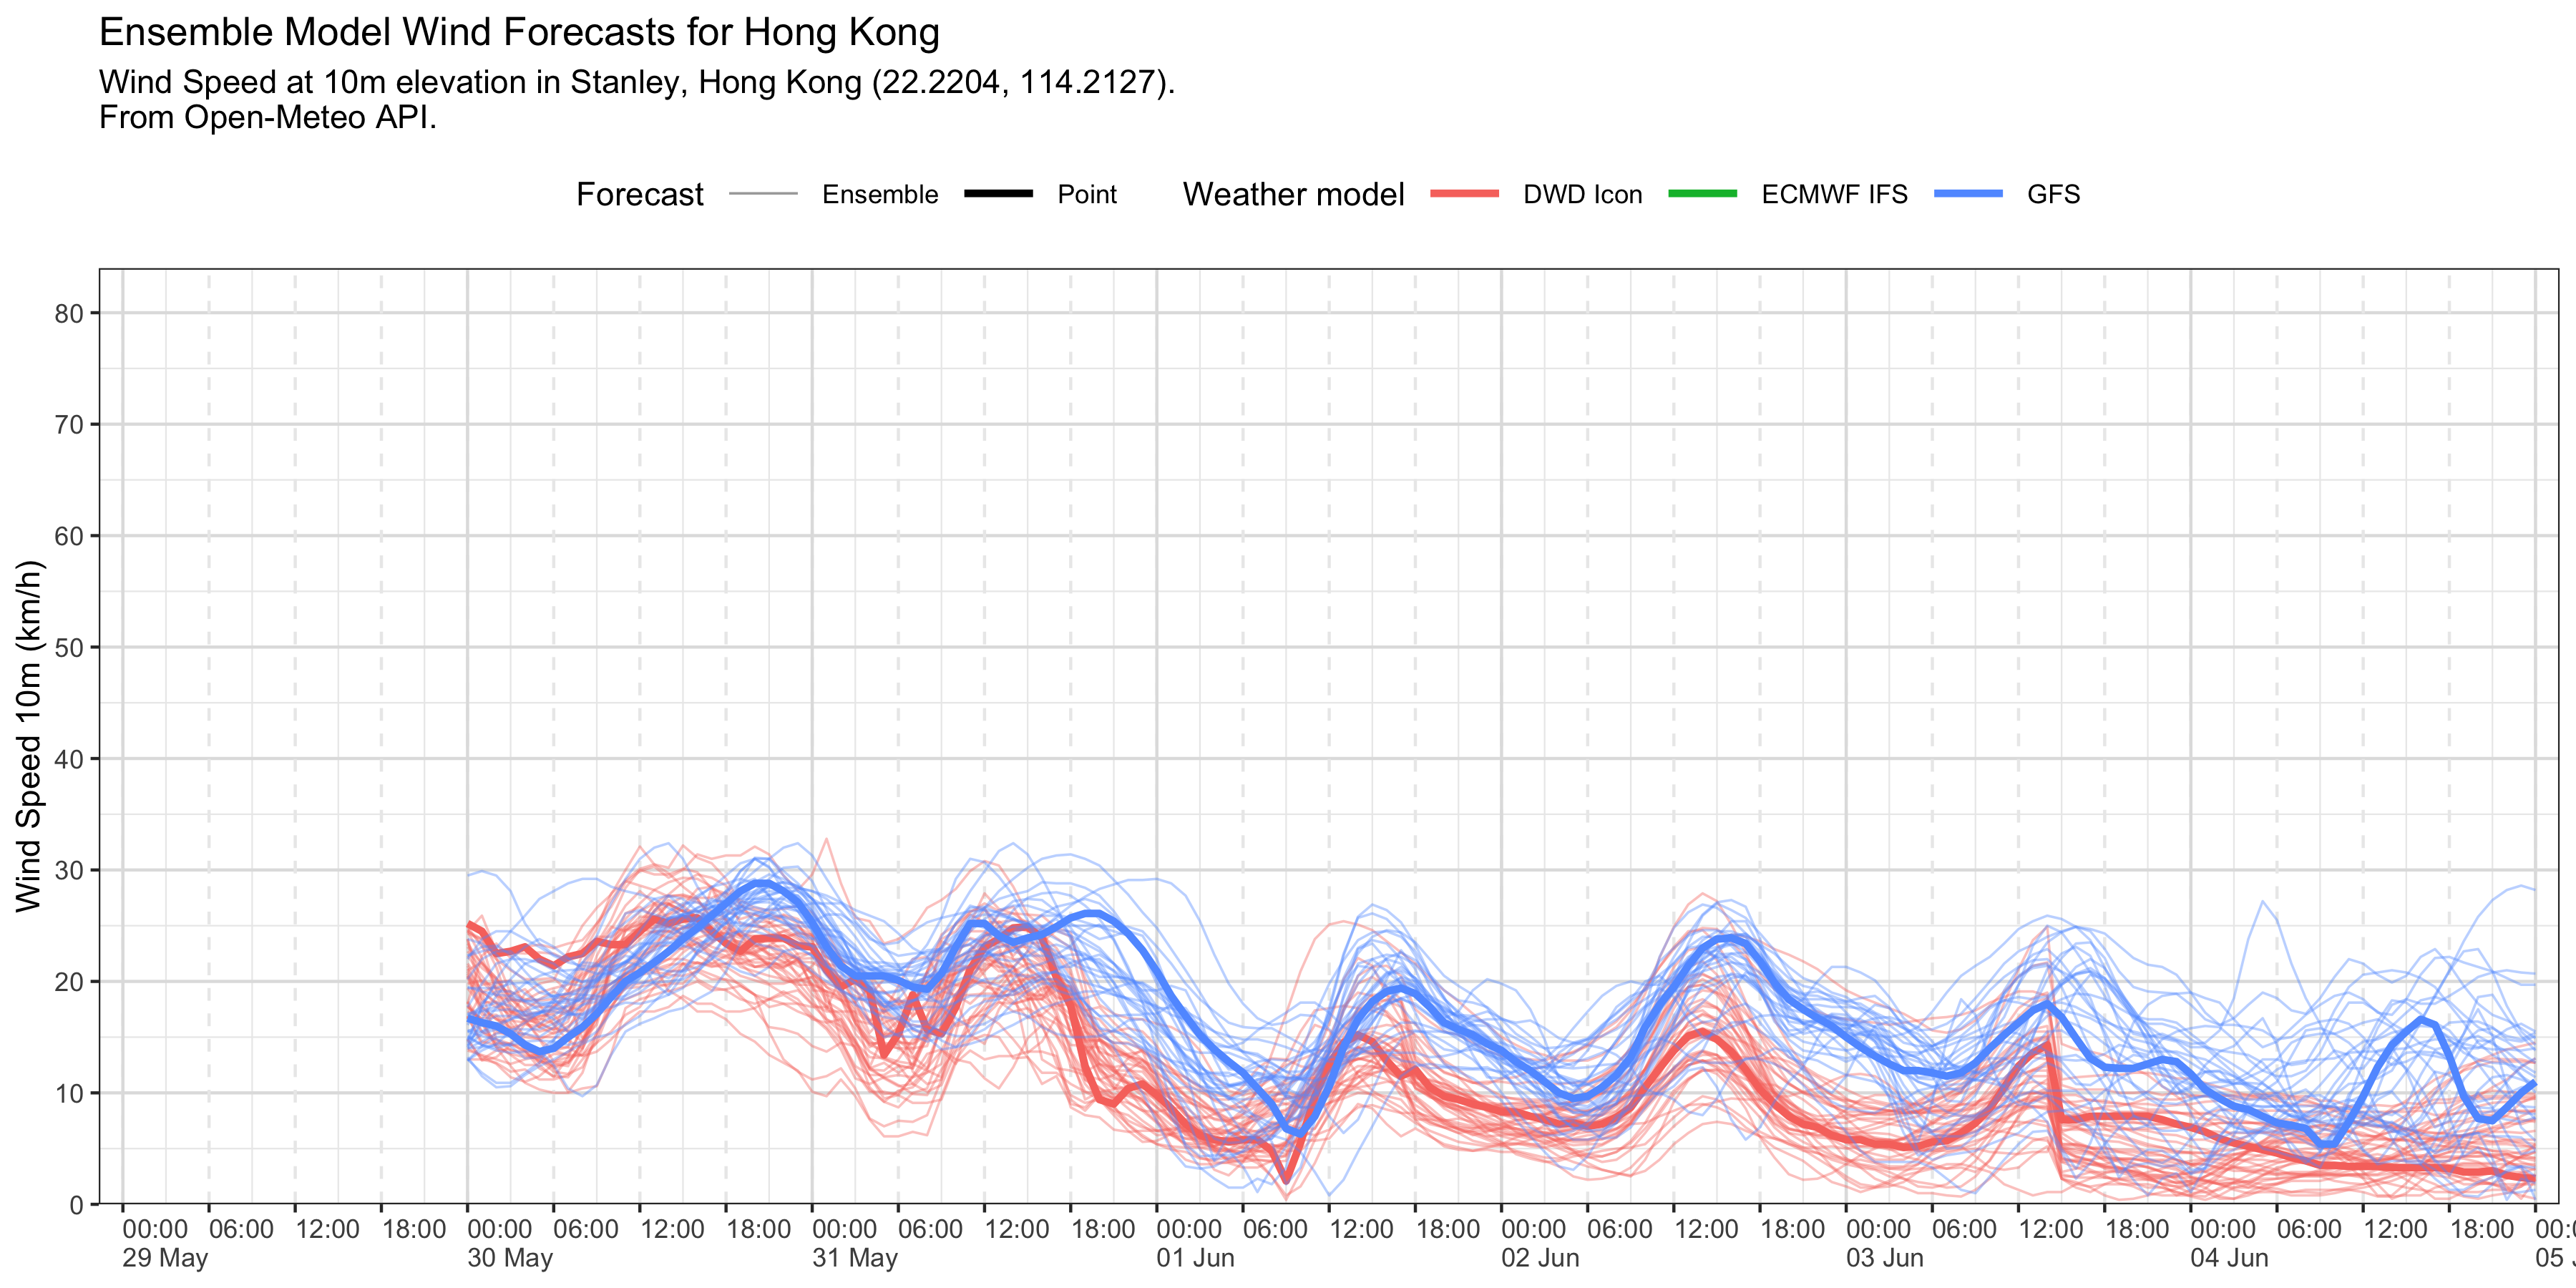 Ensemble Model Wind Forecasts for Hong Kong
Wind Speed at 10m elevation in Stanley, Hong Kong (22.2204, 114.2127).
From Open-Meteo API.
Forecast Ensemble Point Weather model DWD Icon ECMWF IFS GFS
Wind Speed 10m (km/h)
80
70
60
50
40
30
20
10
0
00:00 06:00 12:00 18:00 00:00 06:00 12:00 18:00 00:00 06:00 12:00 18:00 00:00 06:00 12:00 18:00 00:00 06:00 12:00 18:00 00:00 06:00 12:00 18:00 00:00 06:00 12:00 18:00
29 May 30 May 31 May 01 Jun 02 Jun 03 Jun 04 Jun 05